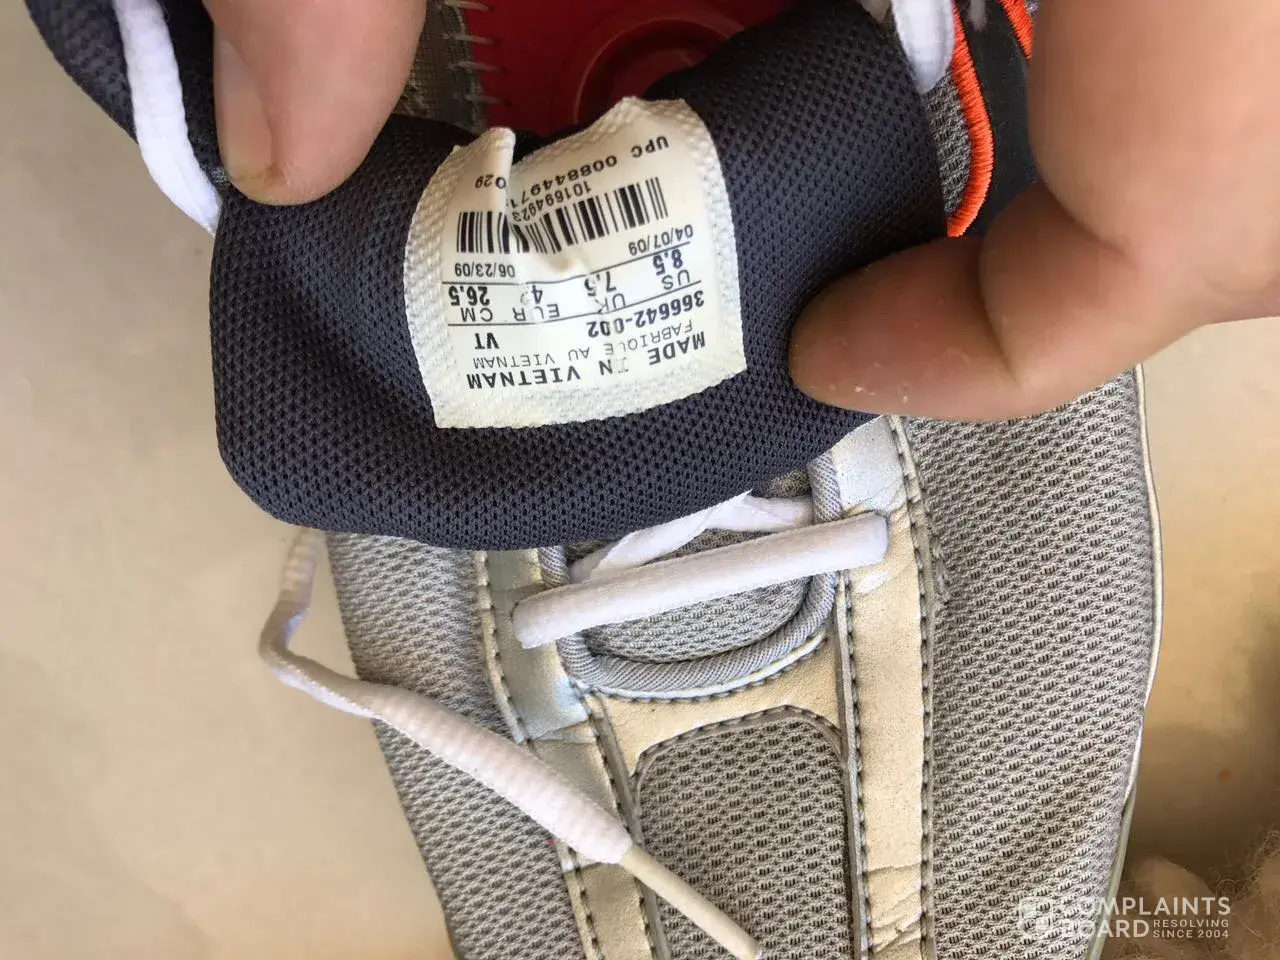 MADE IN VIETNAM
FABRIQUE AU VIETNAM
366642-002 VT
US UK EUR CM
8.5 7.5 26.5
04/07/09 06/23/09
101694923
UPC
COMPLAINTS
BOARD RESOLVING
SINCE 2004